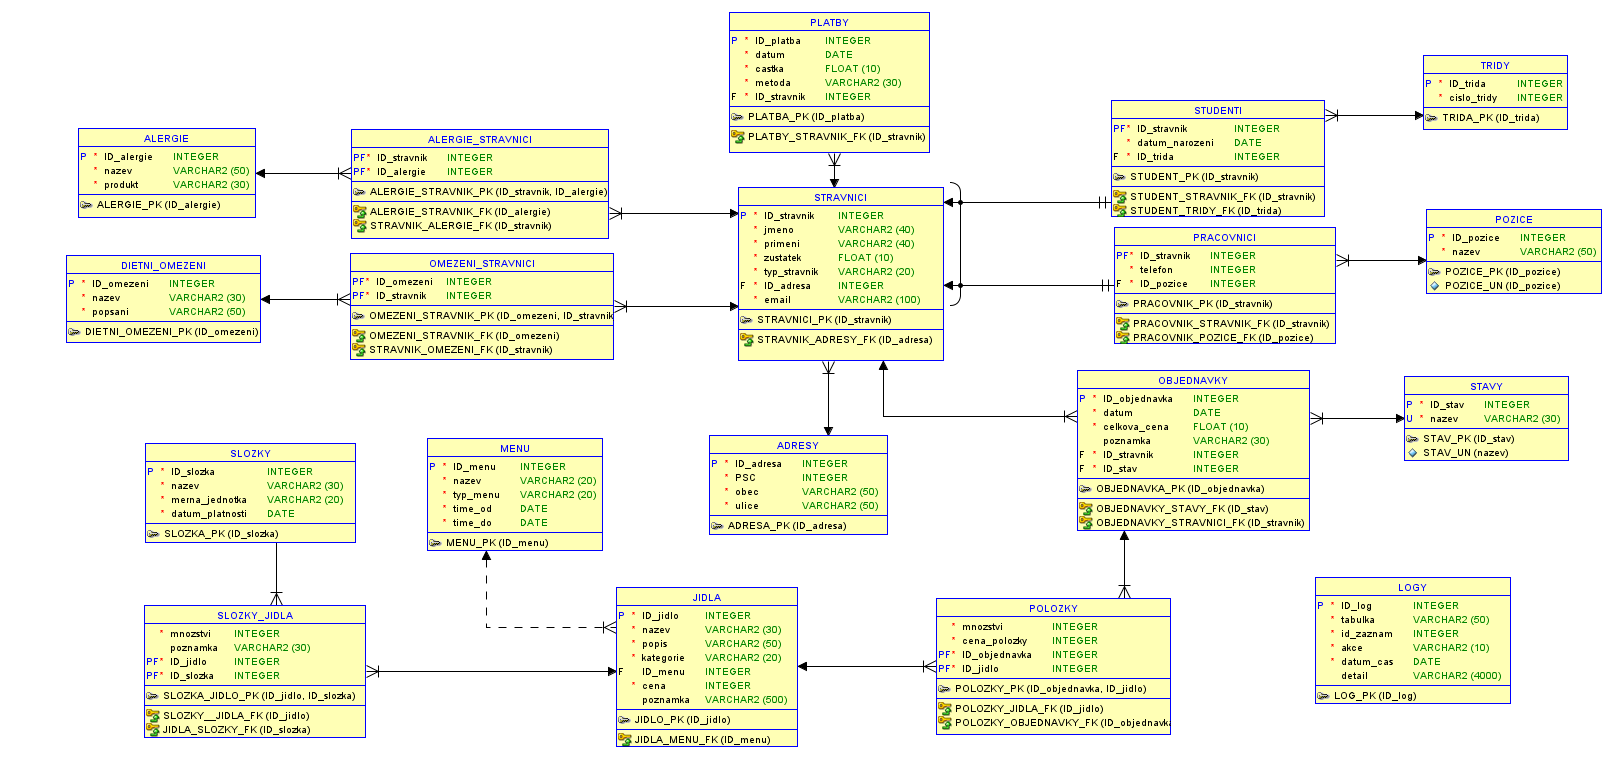 PLATBY
P * ID_platba INTEGER
* datum DATE
* castka FLOAT (10)
* metoda VARCHAR2 (30)
F * ID_stravnik INTEGER
PLATBA_PK (ID_platba)
PLATBY_STRAVNIK_FK (ID_stravnik)
TRIDY
P * ID_trida INTEGER
* cislo_tridy INTEGER
TRIDA_PK (ID_trida)
STUDENTI
PF* ID_stravnik INTEGER
* datum_narozeni DATE
F * ID_trida INTEGER
STUDENT_PK (ID_stravnik)
STUDENT_STRAVNIK_FK (ID_stravnik)
STUDENT_TRIDY_FK (ID_trida)
ALERGIE
P * ID_alergie INTEGER
* nazev VARCHAR2 (50)
* produkt VARCHAR2 (30)
ALERGIE_PK (ID_alergie)
ALERGIE_STRAVNICI
PF* ID_stravnik INTEGER
PF* ID_alergie INTEGER
ALERGIE_STRAVNIK_PK (ID_stravnik, ID_alergie)
ALERGIE_STRAVNIK_FK (ID_alergie)
STRAVNIK_ALERGIE_FK (ID_stravnik)
STRAVNICI
P * ID_stravnik INTEGER
* jmeno VARCHAR2 (40)
* primeni VARCHAR2 (40)
* zustatek FLOAT (10)
* typ_stravnik VARCHAR2 (20)
F * ID_adresa INTEGER
* email VARCHAR2 (100)
STRAVNICI_PK (ID_stravnik)
STRAVNIK_ADRESY_FK (ID_adresa)
POZICE
P * ID_pozice INTEGER
* nazev VARCHAR2 (50)
POZICE_PK (ID_pozice)
POZICE_UN (ID_pozice)
PRACOVNICI
PF* ID_stravnik INTEGER
* telefon INTEGER
F * ID_pozice INTEGER
PRACOVNIK_PK (ID_stravnik)
PRACOVNIK_STRAVNIK_FK (ID_stravnik)
PRACOVNIK_POZICE_FK (ID_pozice)
DIETNI_OMEZENI
P * ID_omezeni INTEGER
* nazev VARCHAR2 (30)
* popsani VARCHAR2 (50)
DIETNI_OMEZENI_PK (ID_omezeni)
OMEZENI_STRAVNICI
PF* ID_omezeni INTEGER
PF* ID_stravnik INTEGER
OMEZENI_STRAVNIK_PK (ID_omezeni, ID_stravnik
OMEZENI_STRAVNIK_FK (ID_omezeni)
STRAVNIK_OMEZENI_FK (ID_stravnik)
OBJEDNAVKY
P * ID_objednavka INTEGER
* datum DATE
* celkova_cena FLOAT (10)
poznamka VARCHAR2 (30)
F * ID_stravnik INTEGER
F * ID_stav INTEGER
OBJEDNAVKA_PK (ID_objednavka)
OBJEDNAVKY_STAVY_FK (ID_stav)
OBJEDNAVKY_STRAVNICI_FK (ID_stravnik)
STAVY
P * ID_stav INTEGER
U * nazev VARCHAR2 (30)
STAV_PK (ID_stav)
STAV_UN (nazev)
SLOZKY
P * ID_slozka INTEGER
* nazev VARCHAR2 (30)
* merna_jednotka VARCHAR2 (20)
* datum_platnosti DATE
SLOZKA_PK (ID_slozka)
MENU
P * ID_menu INTEGER
* nazev VARCHAR2 (20)
* typ_menu VARCHAR2 (20)
* time_od DATE
* time_do DATE
MENU_PK (ID_menu)
ADRESY
P * ID_adresa INTEGER
* PSC INTEGER
* obec VARCHAR2 (50)
* ulice VARCHAR2 (50)
ADRESA_PK (ID_adresa)
SLOZKY_JIDLA
* mnozstvi INTEGER
poznamka VARCHAR2 (30)
PF* ID_jidlo INTEGER
PF* ID_slozka INTEGER
SLOZKA_JIDLO_PK (ID_jidlo, ID_slozka)
SLOZKY__JIDLA_FK (ID_jidlo)
JIDLA_SLOZKY_FK (ID_slozka)
JIDLA
P * ID_jidlo INTEGER
* nazev VARCHAR2 (30)
* popis VARCHAR2 (50)
* kategorie VARCHAR2 (20)
F ID_menu INTEGER
* cena INTEGER
poznamka VARCHAR2 (500)
JIDLO_PK (ID_jidlo)
JIDLA_MENU_FK (ID_menu)
POLOZKY
* mnozstvi INTEGER
* cena_polozky INTEGER
PF* ID_objednavka INTEGER
PF* ID_jidlo INTEGER
POLOZKY_PK (ID_objednavka, ID_jidlo)
POLOZKY_JIDLA_FK (ID_jidlo)
POLOZKY_OBJEDNAVKY_FK (ID_objednavka
LOGY
P * ID_log INTEGER
* tabulka VARCHAR2 (50)
* id_zaznam INTEGER
* akce VARCHAR2 (10)
* datum_cas DATE
detail VARCHAR2 (4000)
LOG_PK (ID_log)